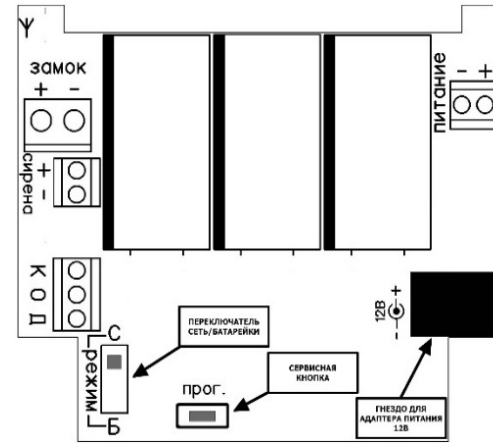 замок
+ -
сирена
+
-
- +
питание
К
О
Д
С
режим
Б
ПЕРЕКЛЮЧАТЕЛЬ
СЕТЬ/БАТАРЕЙКИ
прог.
СЕРВИСНАЯ
КНОПКА
12В
+
-
ГНЕЗДО ДЛЯ
АДАПТЕРА ПИТАНИЯ
12В